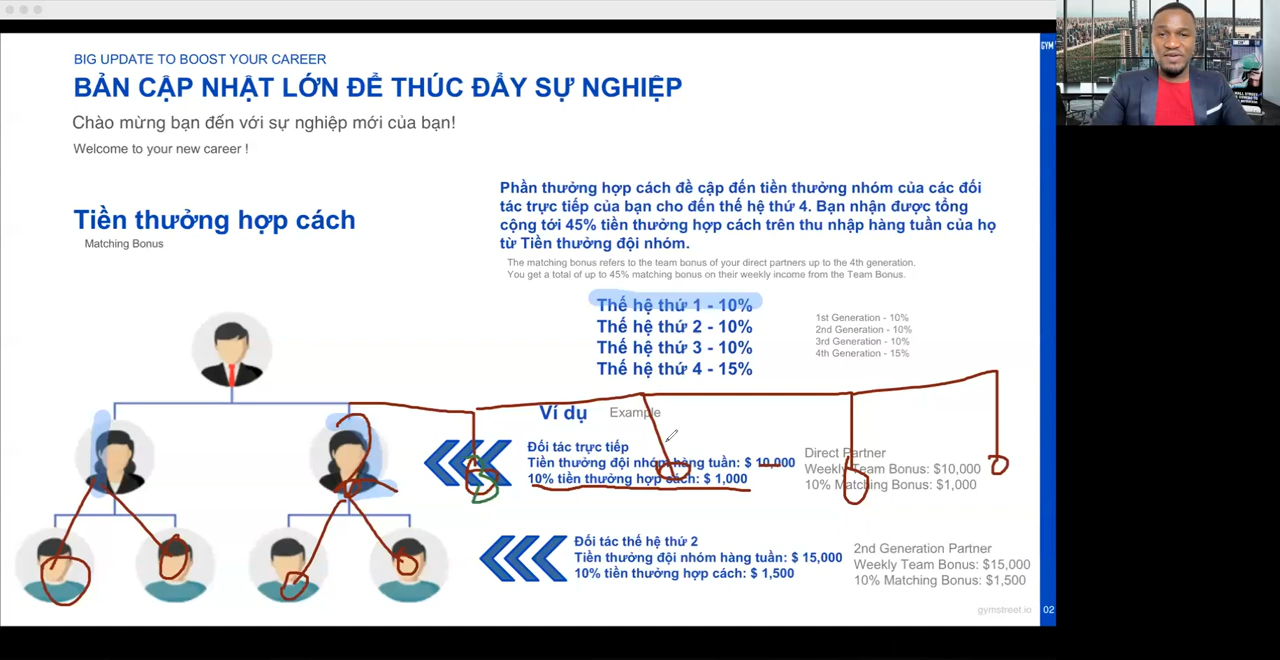 BIG UPDATE TO BOOST YOUR CAREER
BẢN CẬP NHẬT LỚN ĐỂ THÚC ĐẨY SỰ NGHIỆP
Chào mừng bạn đến với sự nghiệp mới của bạn!
Welcome to your new career !
Tiền thưởng hợp cách
Matching Bonus
Phần thưởng hợp cách đề cập đến tiền thưởng nhóm của các đối
tác trực tiếp của bạn cho đến thế hệ thứ 4. Bạn nhận được tổng
cộng tới 45% tiền thưởng hợp cách trên thu nhập hàng tuần của họ
từ Tiền thưởng đội nhóm.
The matching bonus refers to the team bonus of your direct partners up to the 4th generation.
You get a total of up to 45% matching bonus on their weekly income from the Team Bonus.
Thế hệ thứ 1 - 10%
Thế hệ thứ 2 - 10%
Thế hệ thứ 3 - 10%
Thế hệ thứ 4 - 15%
1st Generation - 10%
2nd Generation - 10%
3rd Generation - 10%
4th Generation - 15%
Ví dụ Example
Đối tác trực tiếp
Tiền thưởng đội nhóm hàng tuần: $ 10,000
10% tiền thưởng hợp cách: $ 1,000
Direct Partner
Weekly Team Bonus: $10,000
10% Matching Bonus: $1,000
Đối tác thế hệ thứ 2
Tiền thưởng đội nhóm hàng tuần: $ 15,000
10% tiền thưởng hợp cách: $ 1,500
2nd Generation Partner
Weekly Team Bonus: $15,000
10% Matching Bonus: $1,500
gymstreet.io 02
GYM